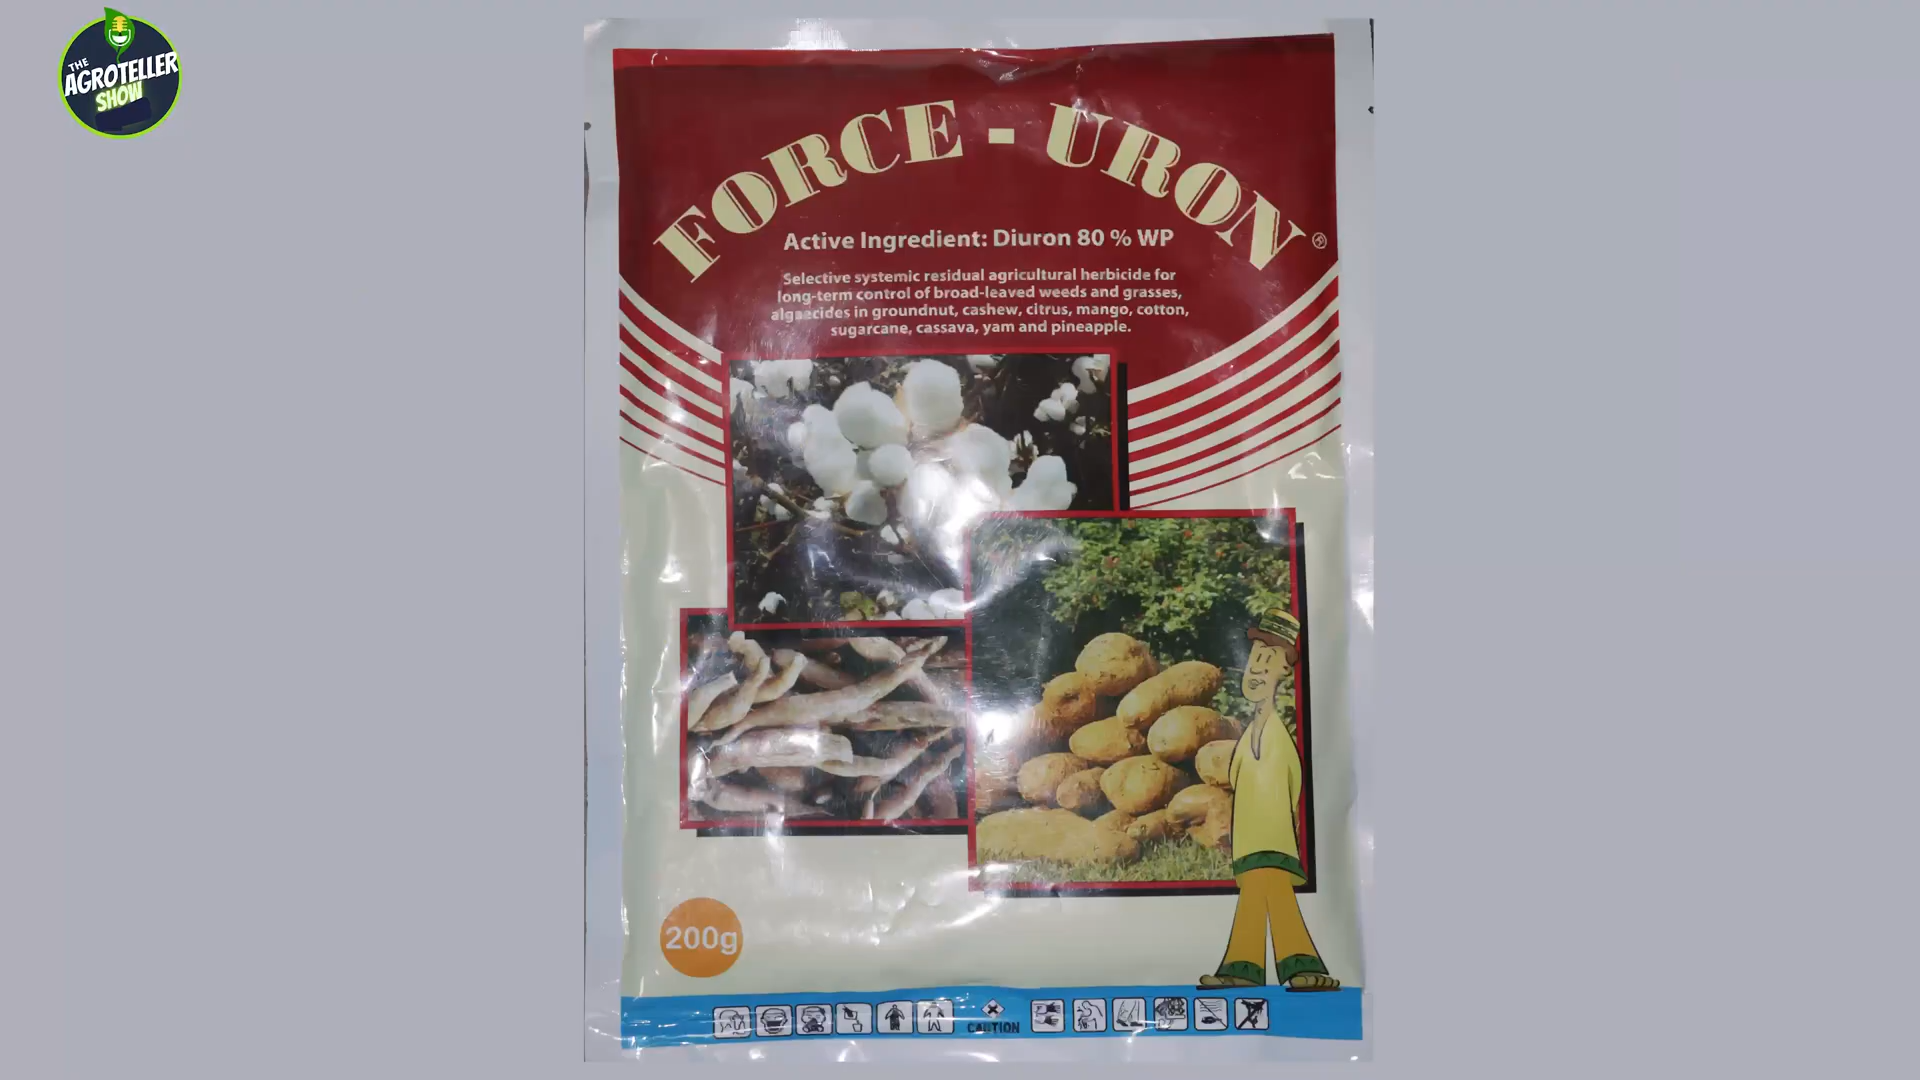 THE
AGROTELLER
SHOW
FORCE - URON ®
Active Ingredient: Diuron 80 % WP
Selective systemic residual agricultural herbicide for
long-term control of broad-leaved weeds and grasses,
algaecides in groundnut, cashew, citrus, mango, cotton,
sugarcane, cassava, yam and pineapple.
200g
CAUTION